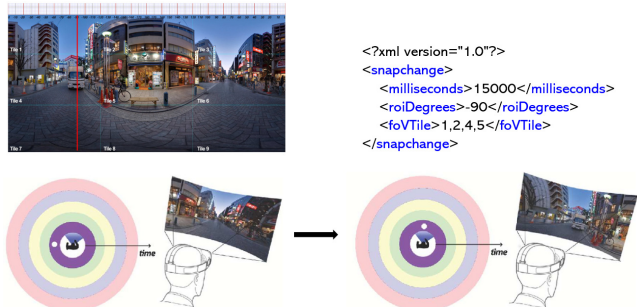 Tile 1
Tile 2
Tile 3
Tile 4
Tile 5
Tile 6
Tile 7
Tile 8
Tile 9
<?xml version="1.0"?>
<snapchange>
<milliseconds>15000</milliseconds>
<roiDegrees>-90</roiDegrees>
<foVTile>1,2,4,5</foVTile>
</snapchange>
time
time